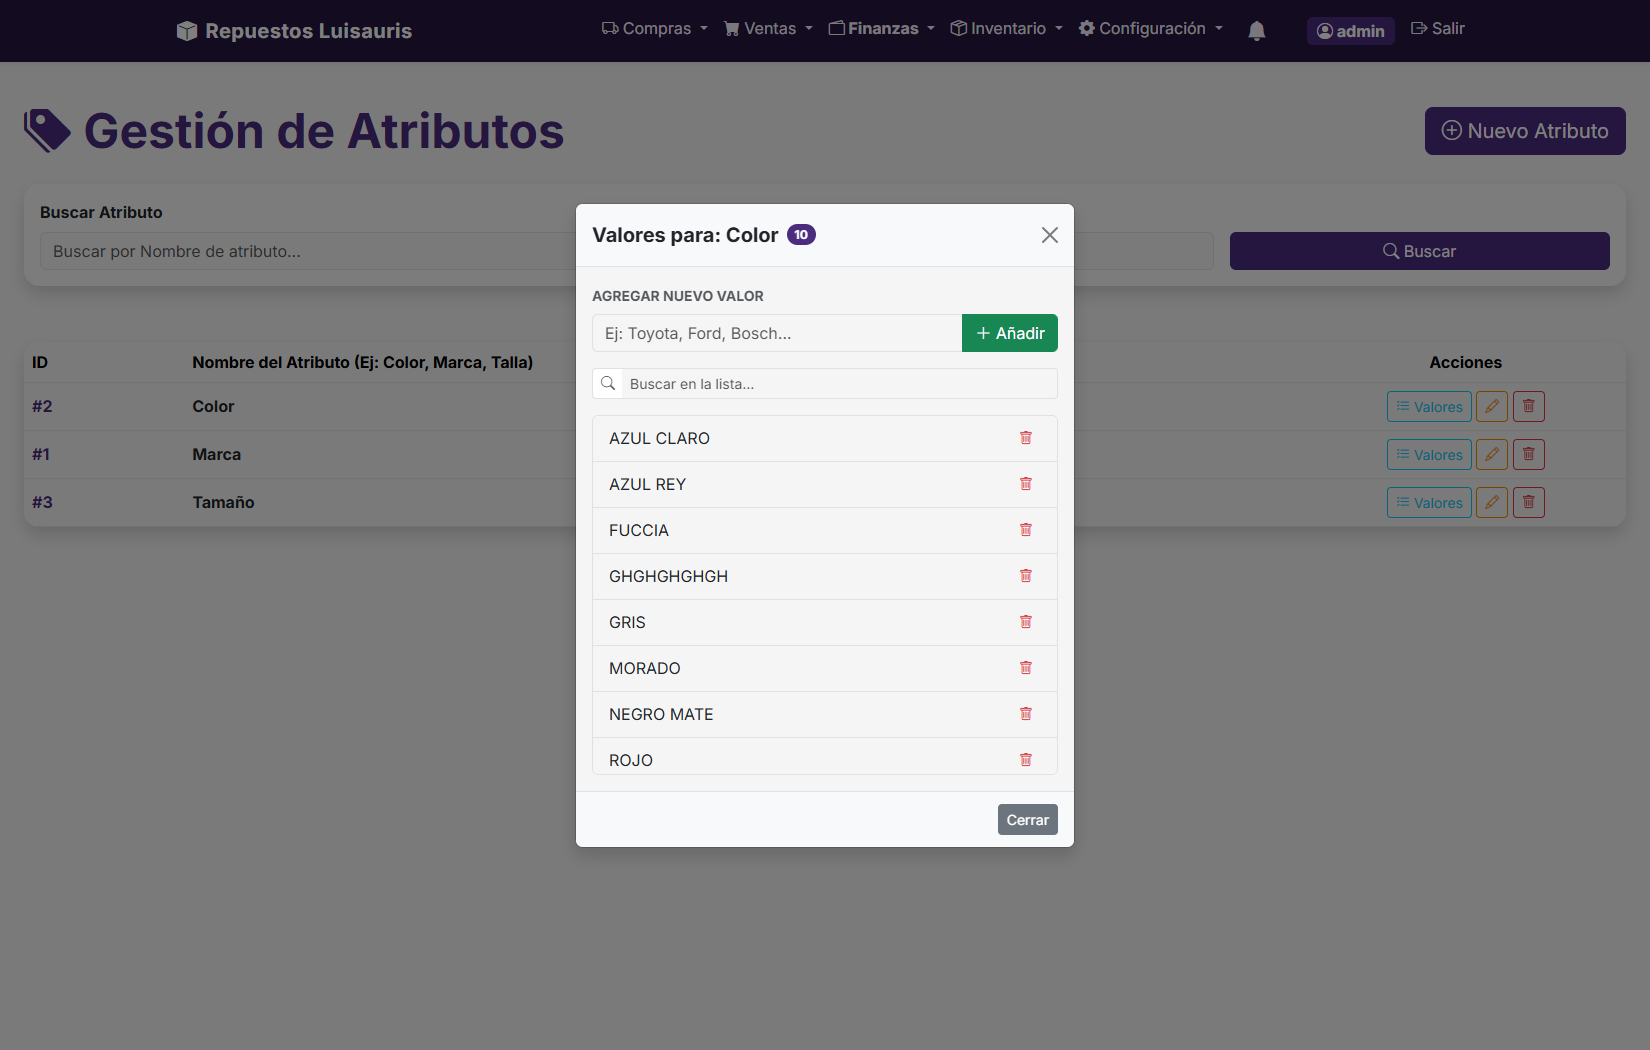 Repuestos Luisauris
Compras Ventas Finanzas Inventario Configuración admin Salir
Gestión de Atributos
Nuevo Atributo
Buscar Atributo
Buscar por Nombre de atributo...
Buscar
ID Nombre del Atributo (Ej: Color, Marca, Talla) Acciones
#2 Color Valores
#1 Marca Valores
#3 Tamaño Valores
Valores para: Color 10
AGREGAR NUEVO VALOR
Ej: Toyota, Ford, Bosch...
+ Añadir
Buscar en la lista...
AZUL CLARO
AZUL REY
FUCCIA
GHGHGHGHGH
GRIS
MORADO
NEGRO MATE
ROJO
Cerrar